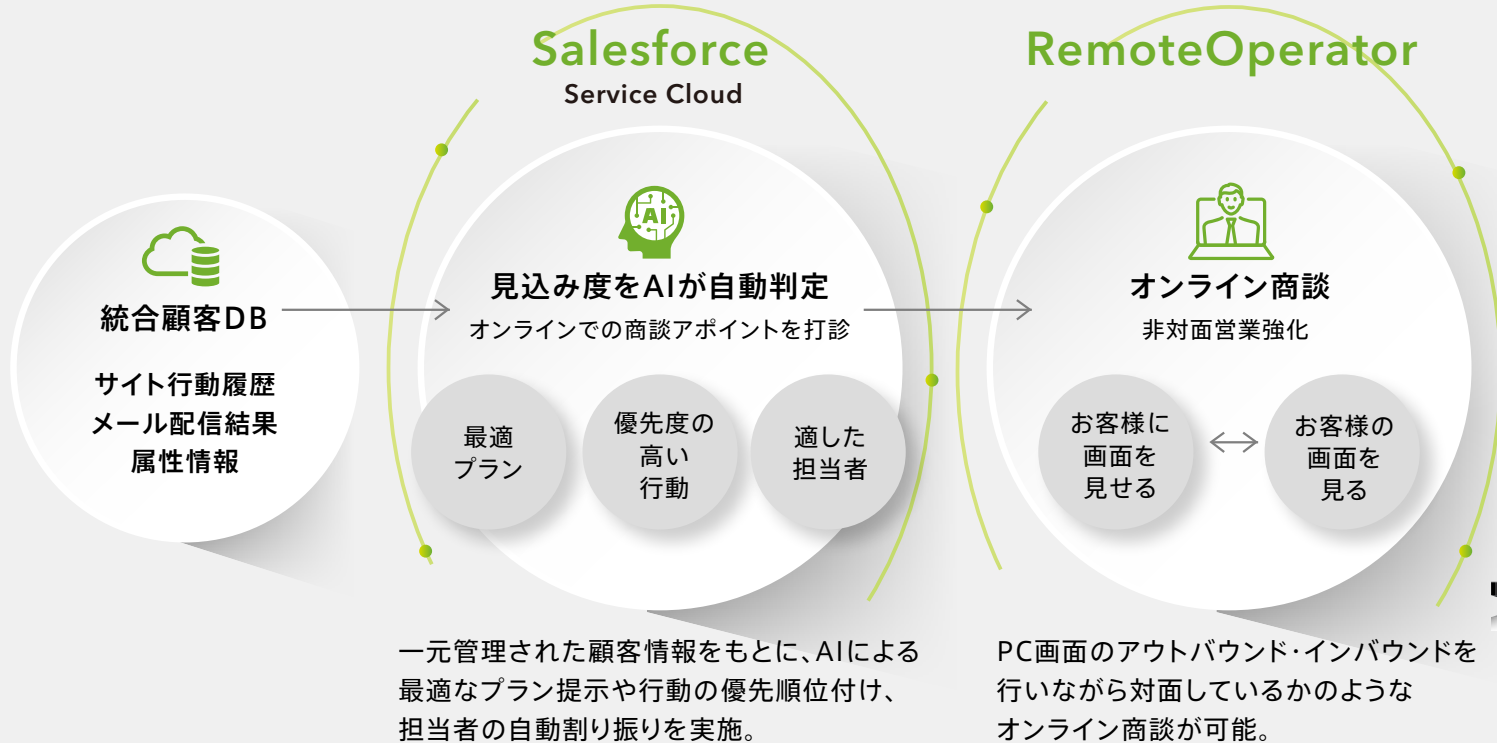 Salesforce
Service Cloud
RemoteOperator
統合顧客DB
サイト行動履歴
メール配信結果
属性情報
AI
見込み度をAIが自動判定
オンラインでの商談アポイントを打診
最適
プラン
優先度の
高い
行動
適した
担当者
一元管理された顧客情報をもとに、AIによる
最適なプラン提示や行動の優先順位付け、
担当者の自動割り振りを実施。
オンライン商談
非対面営業強化
お客様に
画面を
見せる
お客様の
画面を
見る
PC画面のアウトバウンド・インバウンドを
行いながら対面しているかのような
オンライン商談が可能。